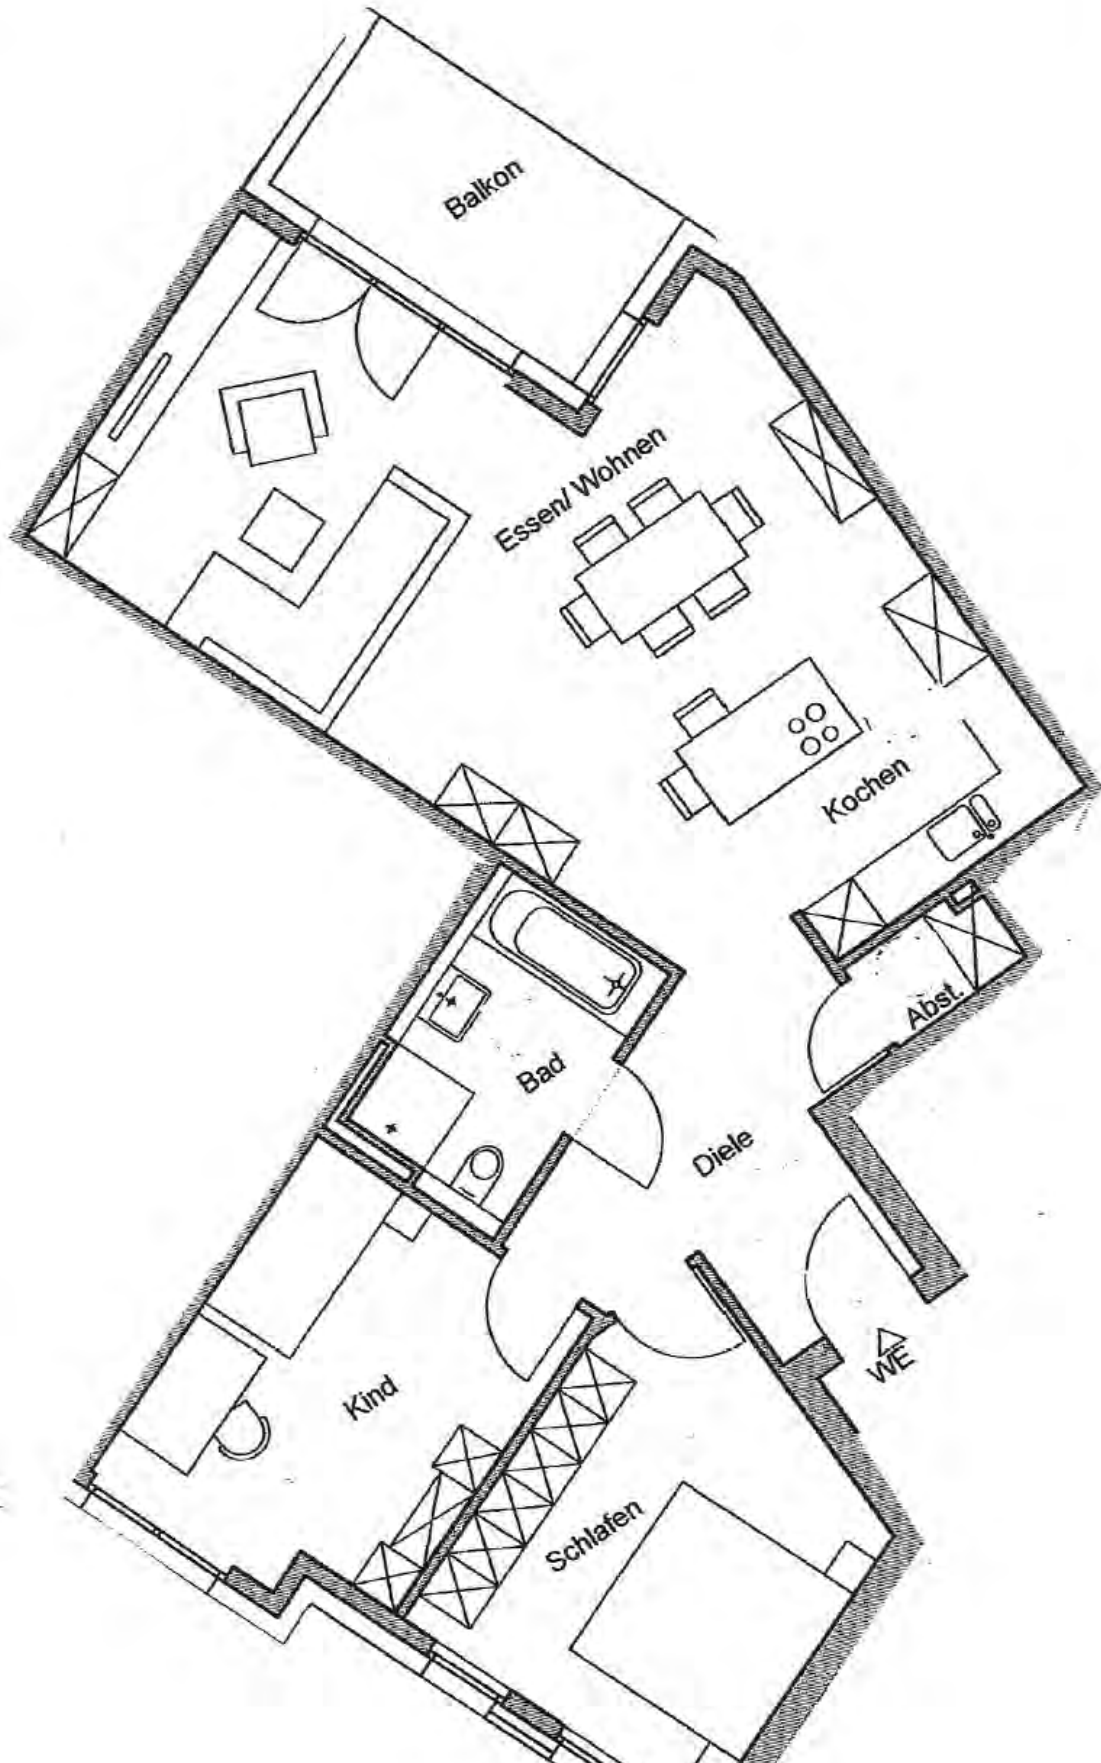 Balkon
Essen/ Wohnen
Kochen
Abst.
Bad
Diele
WE
Kind
Schlafen